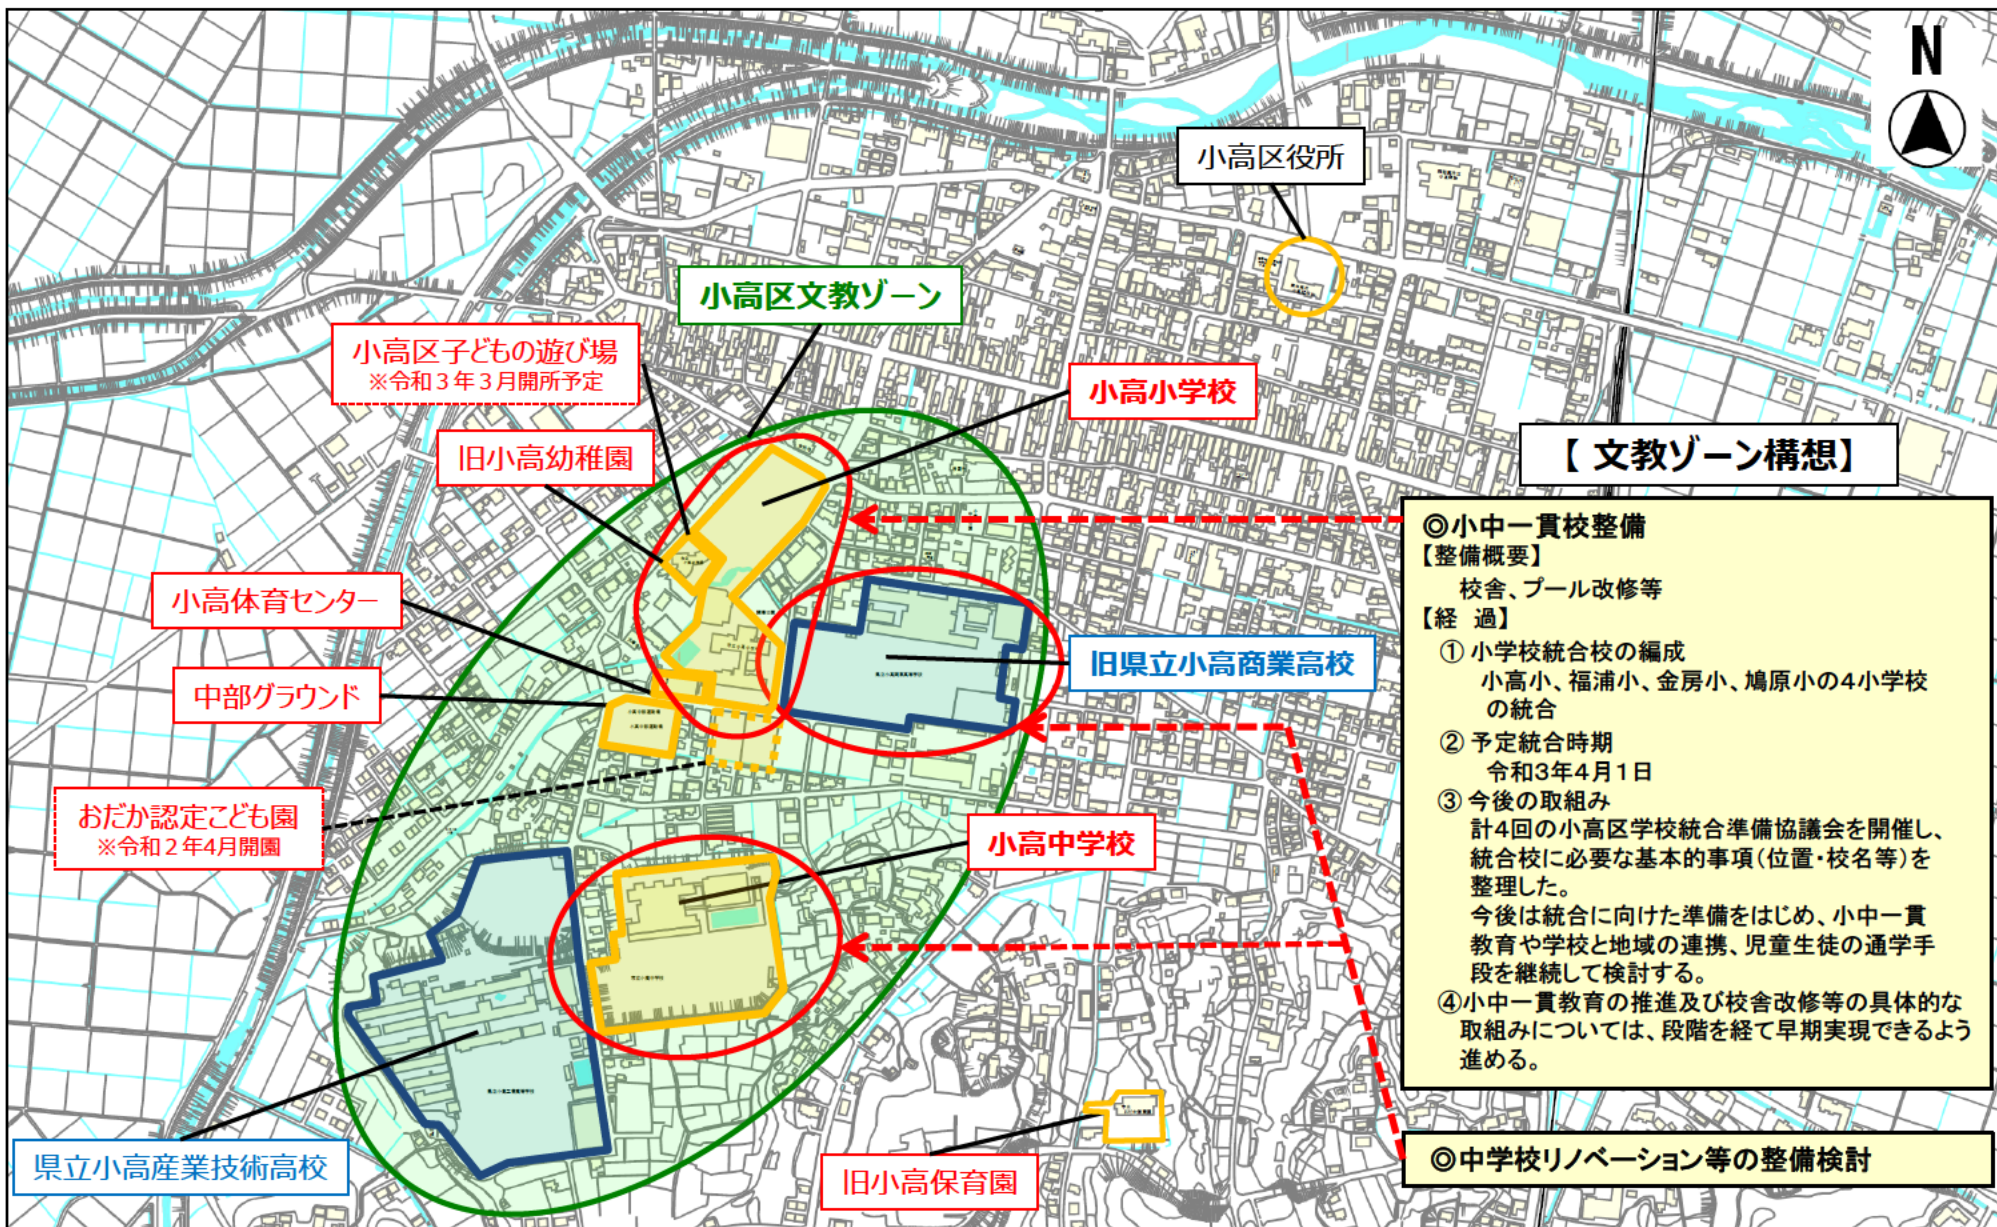 N
小高区役所
小高区文教ゾーン
小高区子どもの遊び場
※令和3年3月開所予定
小高小学校
旧小高幼稚園
【 文教ゾーン構想】
◎小中一貫校整備
【整備概要】
校舎、プール改修等
【経 過】
① 小学校統合校の編成
小高小、福浦小、金房小、鳩原小の4小学校
の統合
② 予定統合時期
令和3年4月1日
③ 今後の取組み
計4回の小高区学校統合準備協議会を開催し、
統合校に必要な基本的事項(位置・校名等)を
整理した。
今後は統合に向けた準備をはじめ、小中一貫
教育や学校と地域の連携、児童生徒の通学手
段を継続して検討する。
④小中一貫教育の推進及び校舎改修等の具体的な
取組みについては、段階を経て早期実現できるよう
進める。
小高体育センター
旧県立小高商業高校
中部グラウンド
おだか認定こども園
※令和2年4月開園
小高中学校
県立小高産業技術高校
旧小高保育園
◎中学校リノベーション等の整備検討